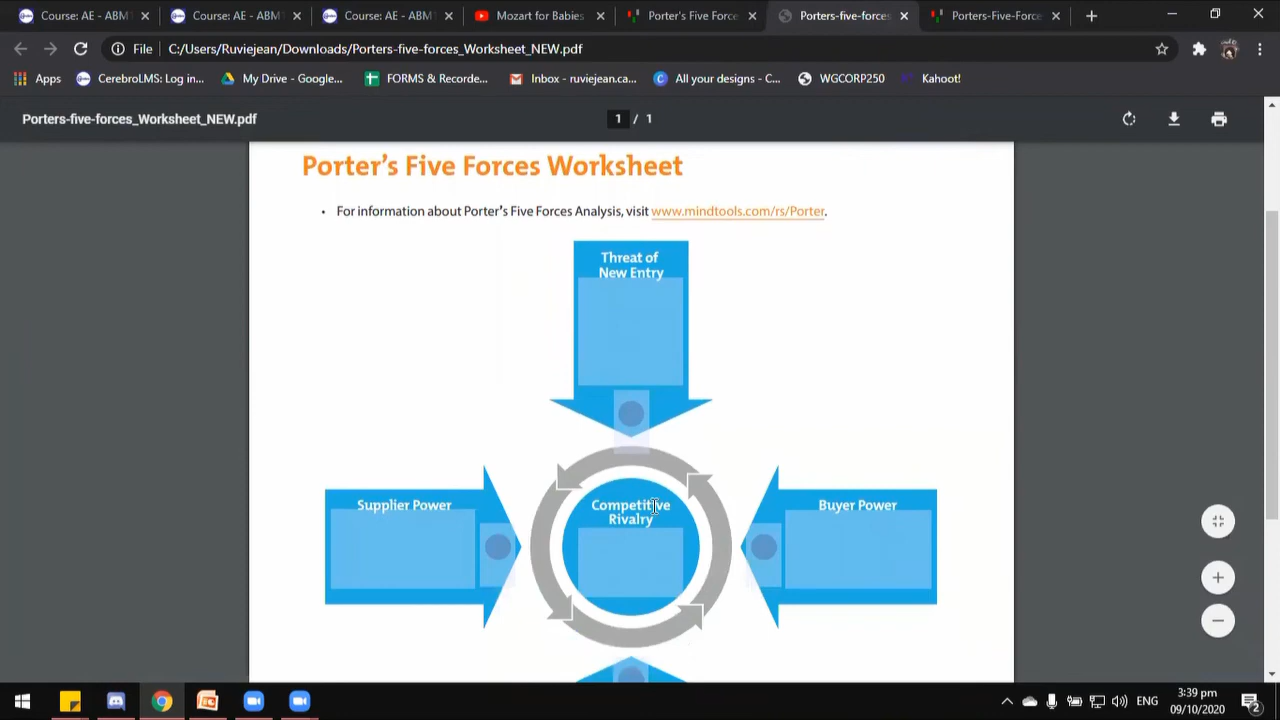 Course: AE - ABM
Course: AE - ABM
Course: AE - ABM
Mozart for Babies
Porter's Five Force
Porters-five-forces
Porters-Five-Force
File
C:/Users/Ruviejean/Downloads/Porters-five-forces_Worksheet_NEW.pdf
Apps
CerebroLMS: Log in...
My Drive - Google...
FORMS & Recorde...
Inbox - ruviejean.ca...
All your designs - C...
WGCORP250
Kahoot!
Porters-five-forces_Worksheet_NEW.pdf
1 / 1
Porter's Five Forces Worksheet
• For information about Porter's Five Forces Analysis, visit www.mindtools.com/rs/Porter.
Threat of
New Entry
Supplier Power
Competitive
Rivalry
Buyer Power
ENG
3:39 pm
09/10/2020
2